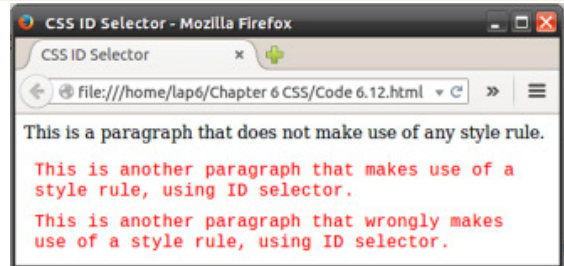 CSS ID Selector - Mozilla Firefox
CSS ID Selector
file:///home/lap6/Chapter 6 CSS/Code 6.12.html
This is a paragraph that does not make use of any style rule.
This is another paragraph that makes use of a
style rule, using ID selector.
This is another paragraph that wrongly makes
use of a style rule, using ID selector.